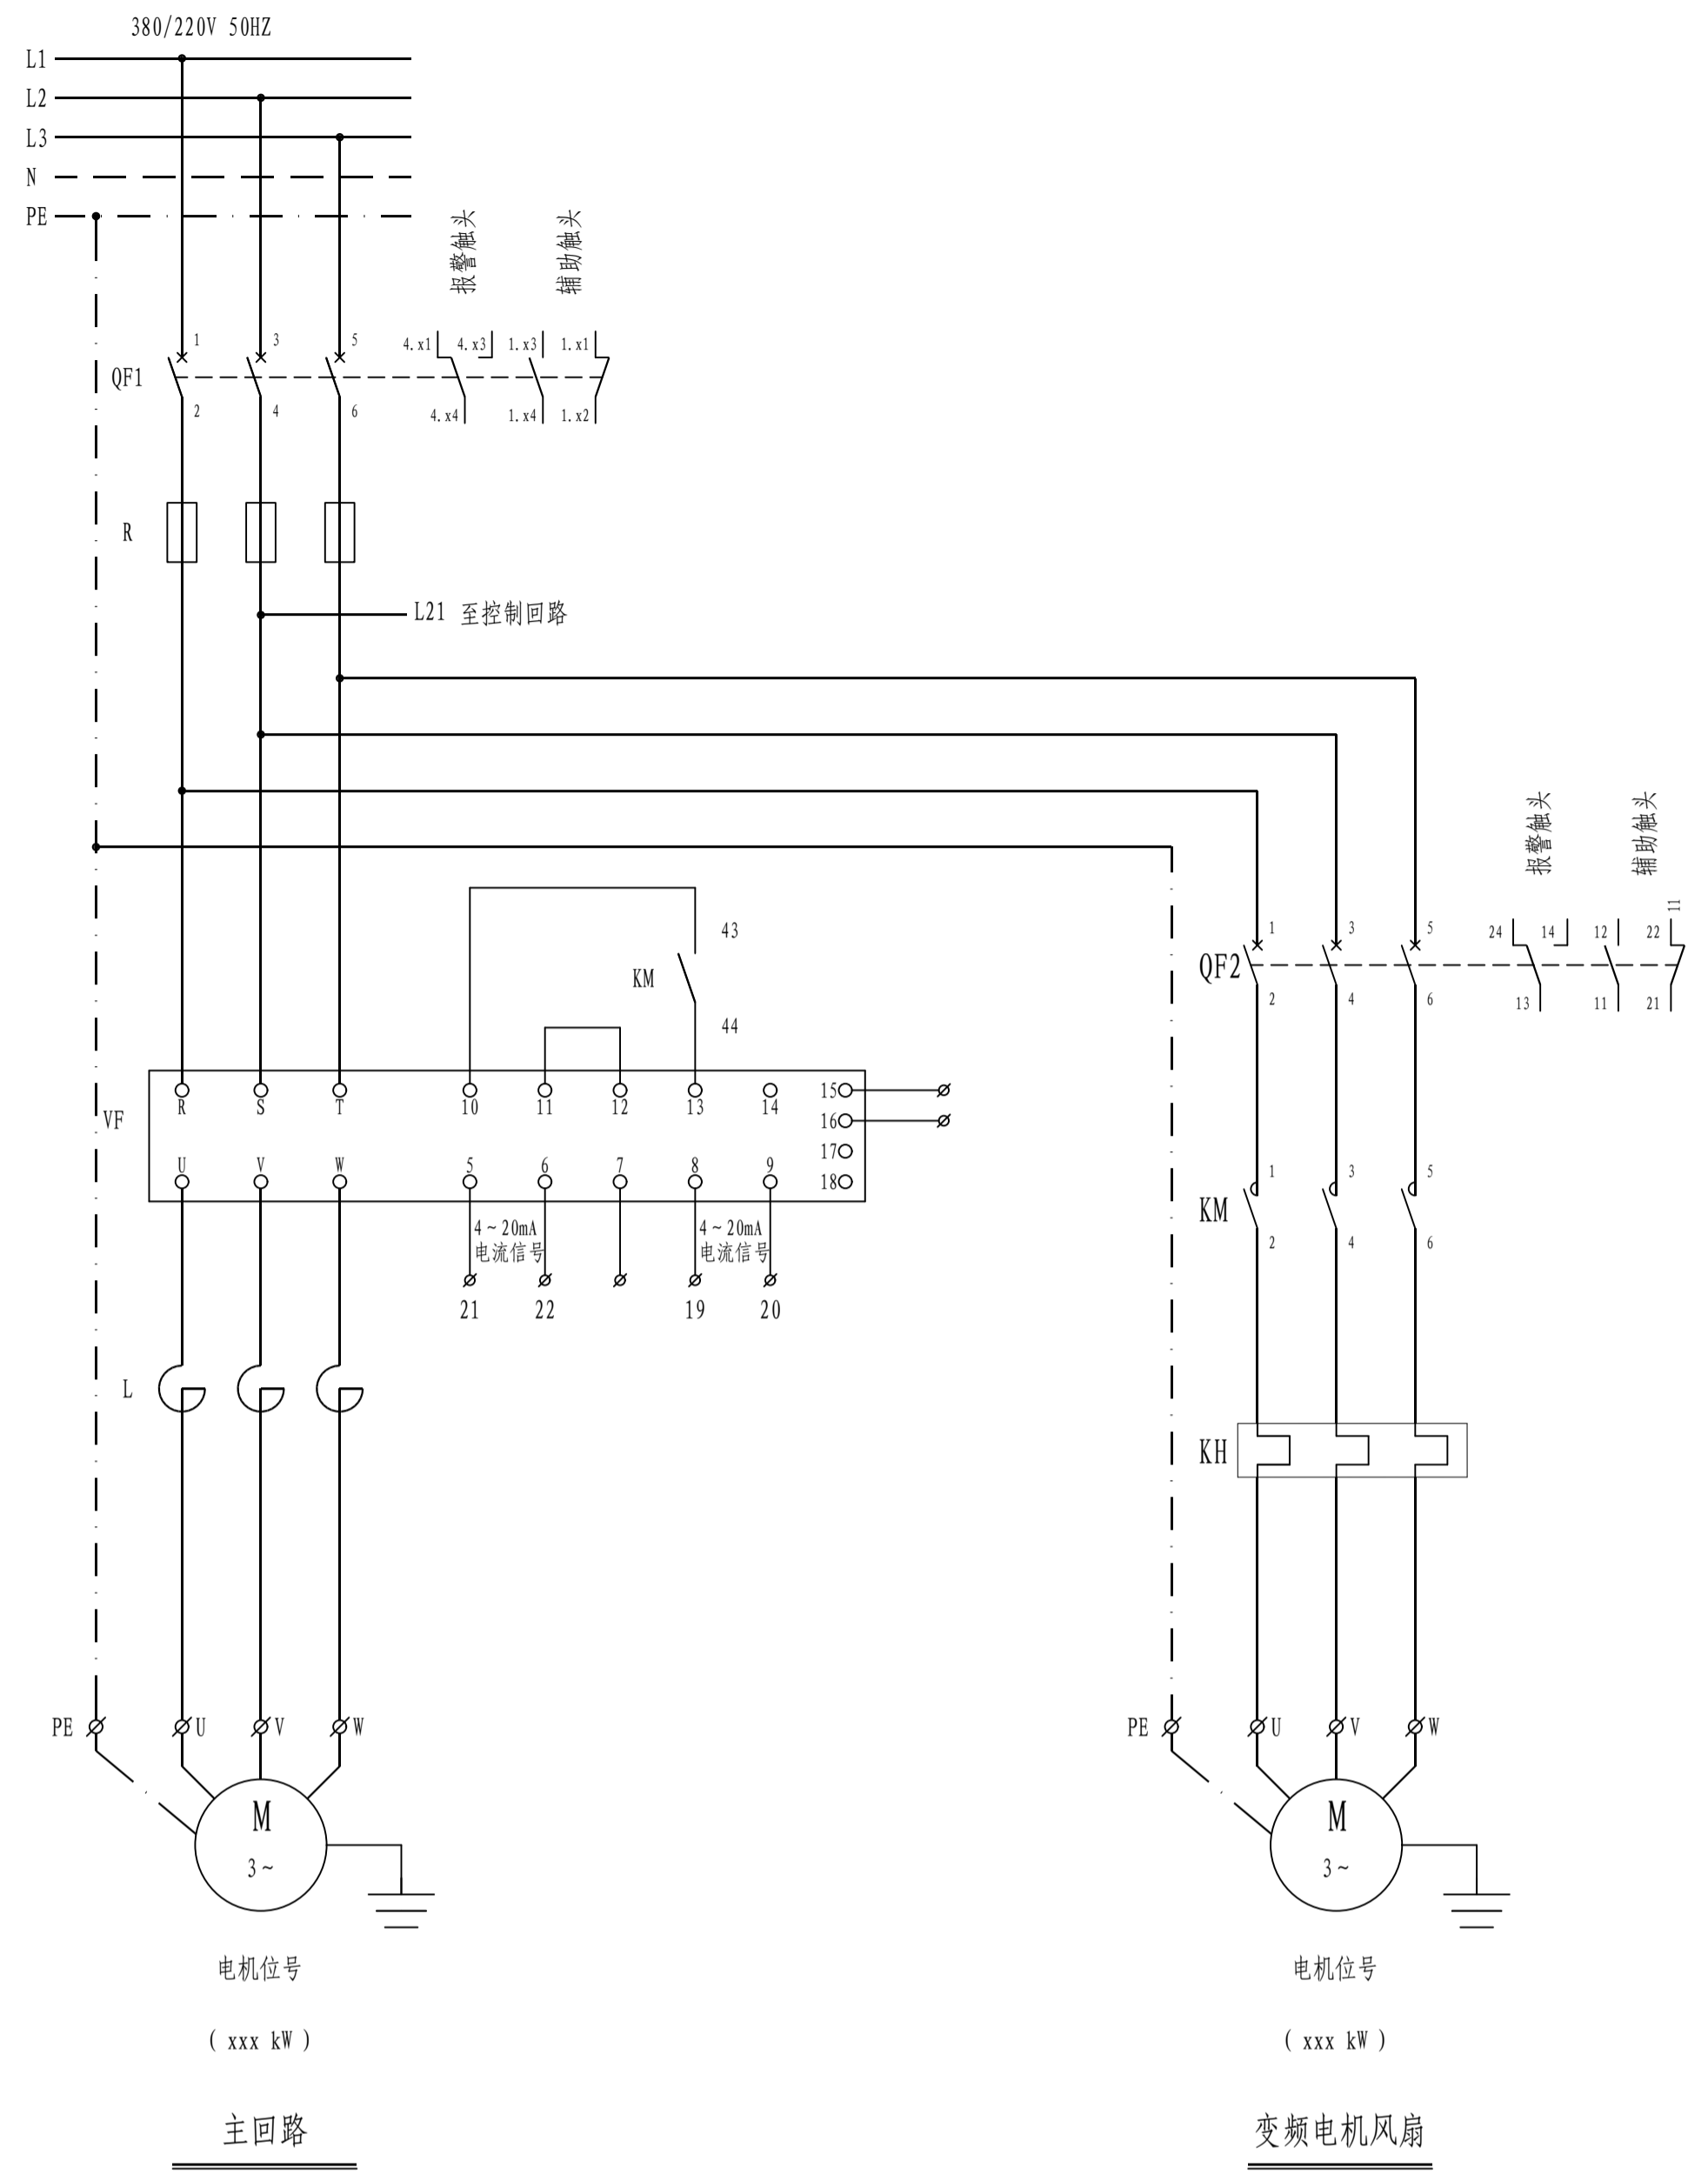 380/220V 50HZ
L1
L2
L3
N
PE
报警触头
辅助触头
1
3
5
4.x1
4.x3
1.x3
1.x1
QF1
2
4
6
4.x4
1.x4
1.x2
R
L21 至控制回路
报警触头
辅助触头
11
1
3
5
24
14
12
22
QF2
2
4
6
13
11
21
43
KM
44
VF
R
S
T
10
11
12
13
14
15
16
17
18
U
V
W
5
6
7
8
9
4~20mA
电流信号
4~20mA
电流信号
21
22
19
20
1
3
5
KM
2
4
6
L
KH
PE
U
V
W
PE
U
V
W
M
3~
M
3~
电机位号
电机位号
( xxx kW )
( xxx kW )
主回路
变频电机风扇